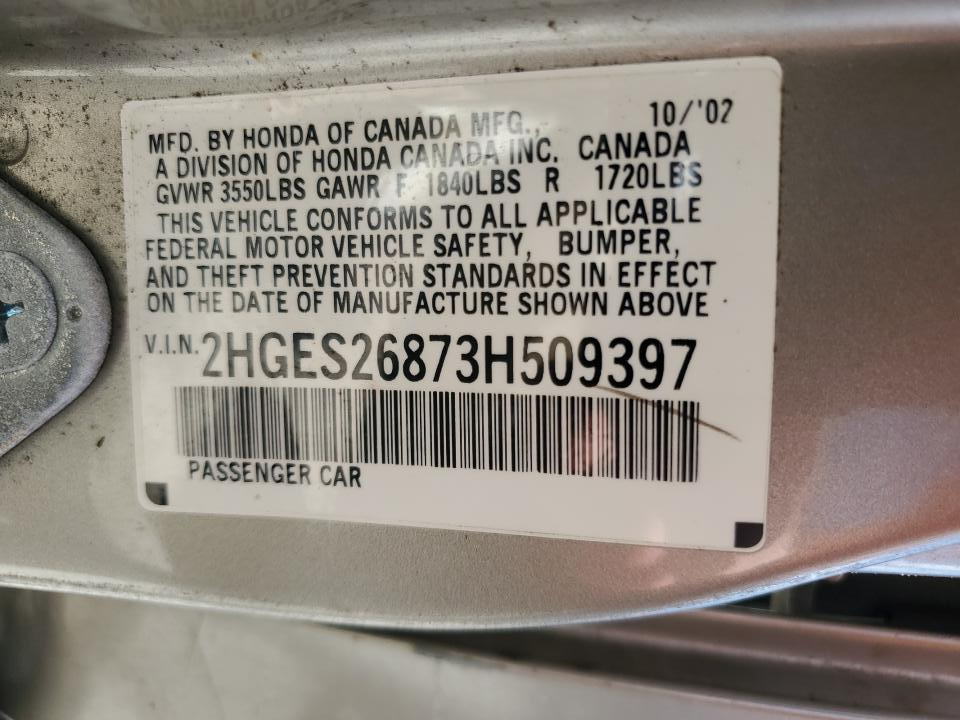 10/'02
MFD. BY HONDA OF CANADA MFG.,
A DIVISION OF HONDA CANADA INC. CANADA
GVWR 3550LBS GAWR F 1840LBS R 1720LBS
THIS VEHICLE CONFORMS TO ALL APPLICABLE
FEDERAL MOTOR VEHICLE SAFETY, BUMPER,
AND THEFT PREVENTION STANDARDS IN EFFECT
ON THE DATE OF MANUFACTURE SHOWN ABOVE
V.I.N. 2HGES26873H509397
PASSENGER CAR